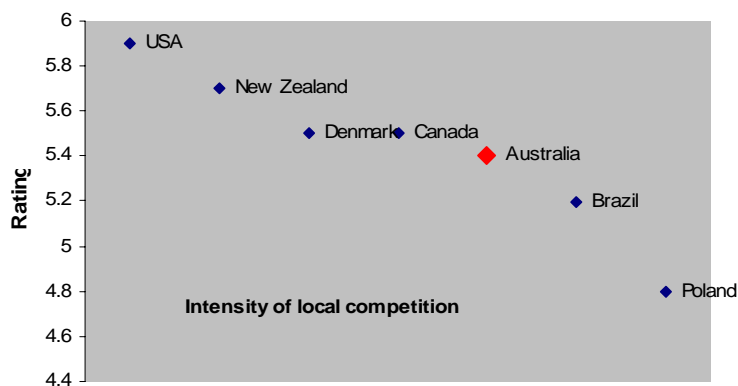 6
USA
5.8
New Zealand
5.6
Denmark
Canada
5.4
Australia
Rating
5.2
Brazil
5
4.8
Poland
Intensity of local competition
4.6
4.4